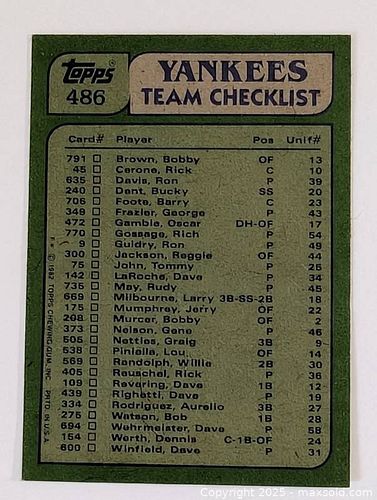 Topps®
486
YANKEES
TEAM CHECKLIST
Card# Player Pos Unif#
791 Brown, Bobby OF 13
45 Cerone, Rick C 10
635 Davis, Ron P 39
240 Dent, Bucky SS 20
706 Foote, Barry C 23
349 Frazier, George P 43
472 Gamble, Oscar DH-OF 17
770 Gossage, Rich P 54
9 Guidry, Ron P 49
300 Jackson, Reggie OF 44
75 John, Tommy P 25
142 LaRoche, Dave P 34
735 May, Rudy P 45
669 Milbourne, Larry 3B-SS-2B 18
175 Mumphrey, Jerry OF 22
208 Murcer, Bobby OF 2
373 Nelson, Gene P 46
505 Nettles, Graig 3B 9
538 Piniella, Lou OF 14
569 Randolph, Willie 2B 30
405 Reuschel, Rick P 36
109 Revering, Dave 1B 12
439 Righetti, Dave P 19
334 Rodriguez, Aurelio 3B 27
275 Watson, Bob 1B 28
694 Wehrmeister, Dave P 58
154 Werth, Dennis C-1B-OF 24
600 Winfield, Dave P 31
© 1982 TOPPS CHEWING GUM, INC. PRTD. IN U.S.A.
Copyright 2025 - maxsold.com